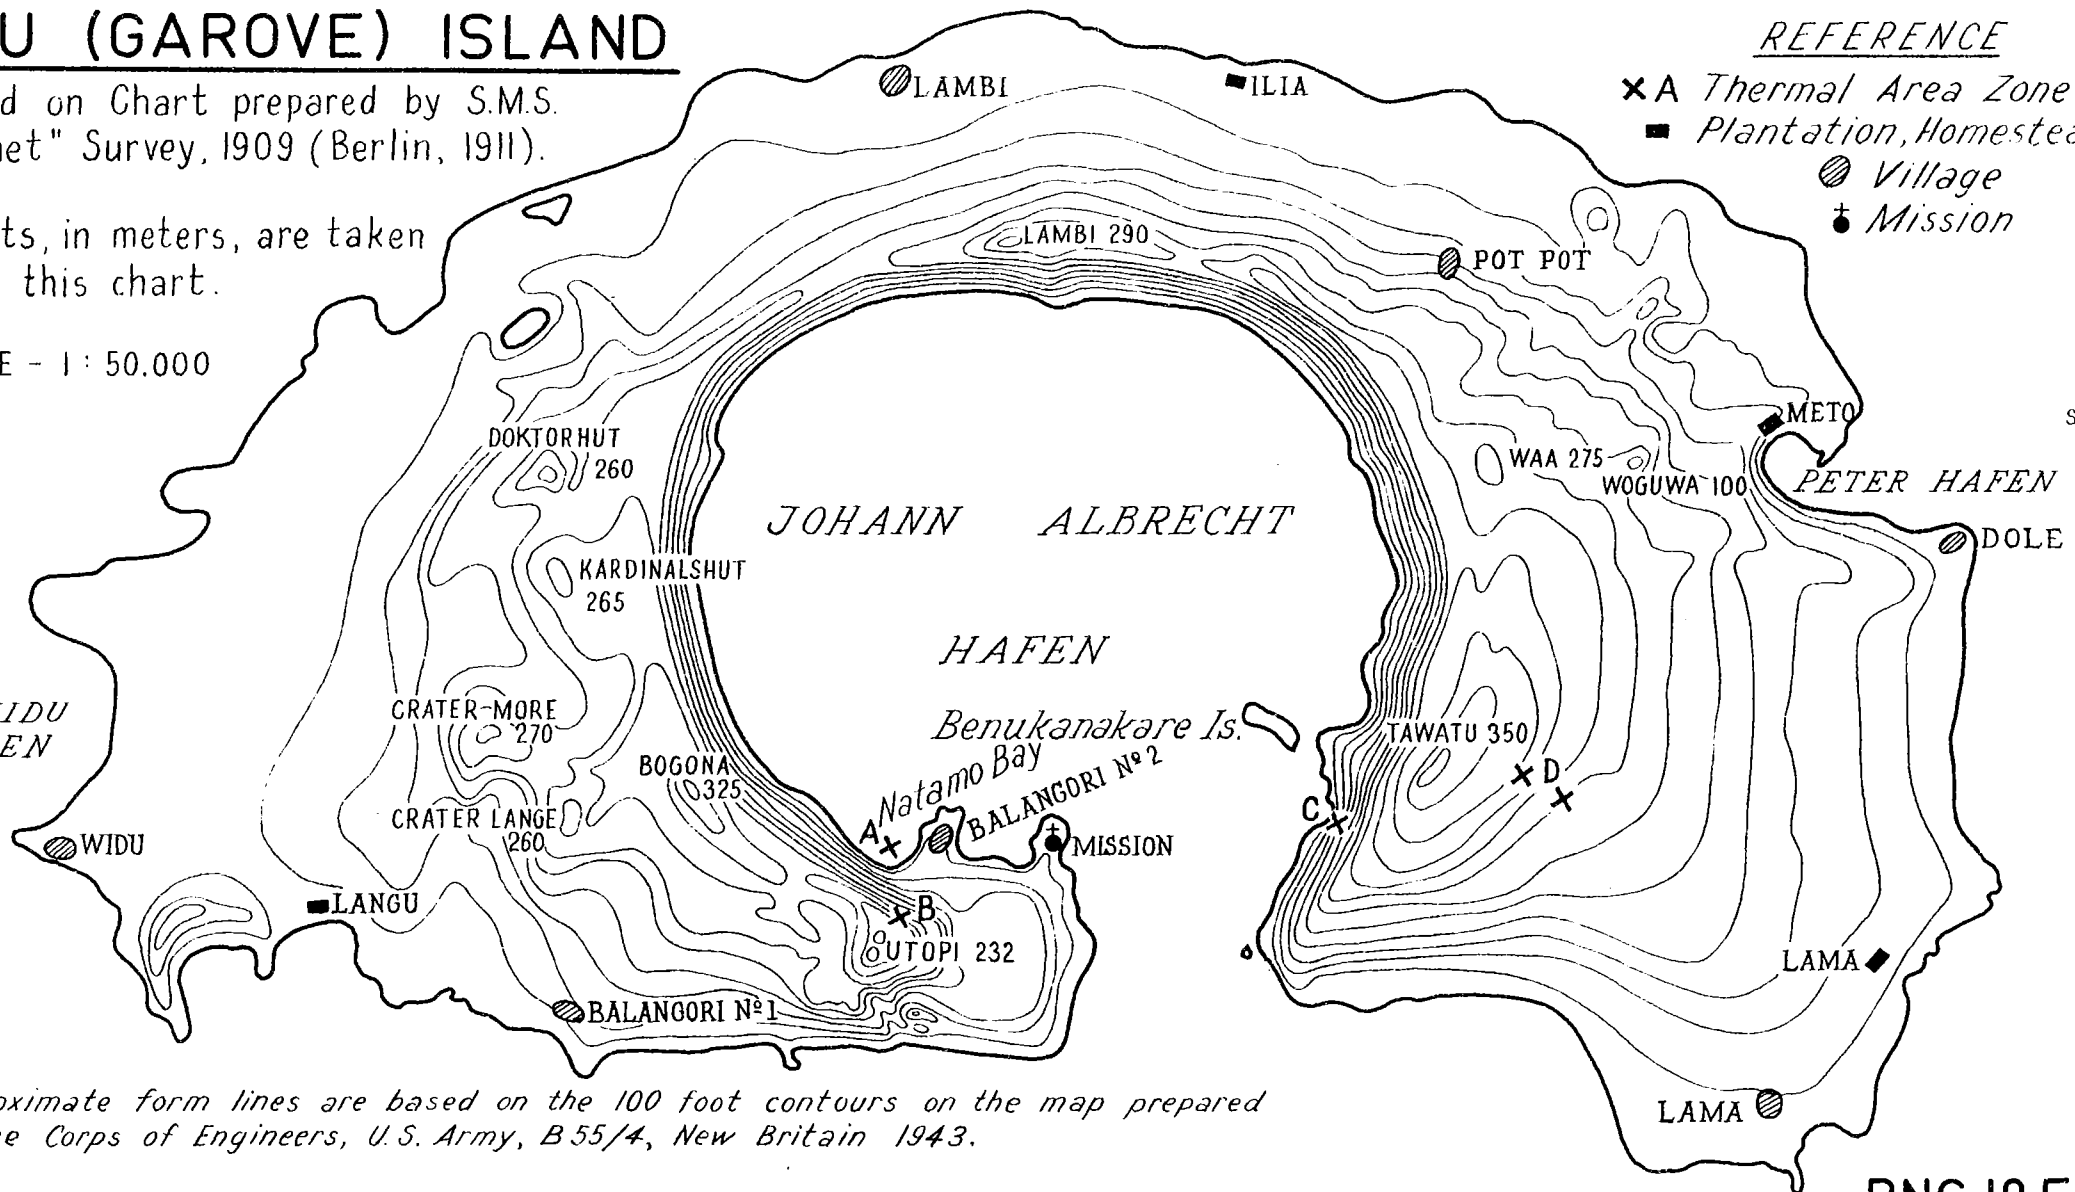 U (GAROVE) ISLAND
d on Chart prepared by S.M.S.
net" Survey, 1909 (Berlin, 1911).
ts, in meters, are taken
this chart.
E - 1 : 50.000
REFERENCE
×A Thermal Area Zone
Plantation, Homestea
Village
Mission
LAMBI
ILIA
LAMBI 290
POT POT
DOKTORHUT
260
METO
S
WAA 275
WOGUWA 100
PETER HAFEN
JOHANN ALBRECHT
DOLE
KARDINALSHUT
265
HAFEN
CRATER MORE
270
IDU
EN
Benukanakare Is.
TAWATU 350
Natamo Bay
BALANGORI Nº 2
BOGONA
325
D
C
CRATER LANGE
260
A
WIDU
MISSION
LANGU
B
UTOPI 232
LAMA
BALANGORI Nº 1
oximate form lines are based on the 100 foot contours on the map prepared
e Corps of Engineers, U.S. Army, B 55/4, New Britain 1943.
LAMA